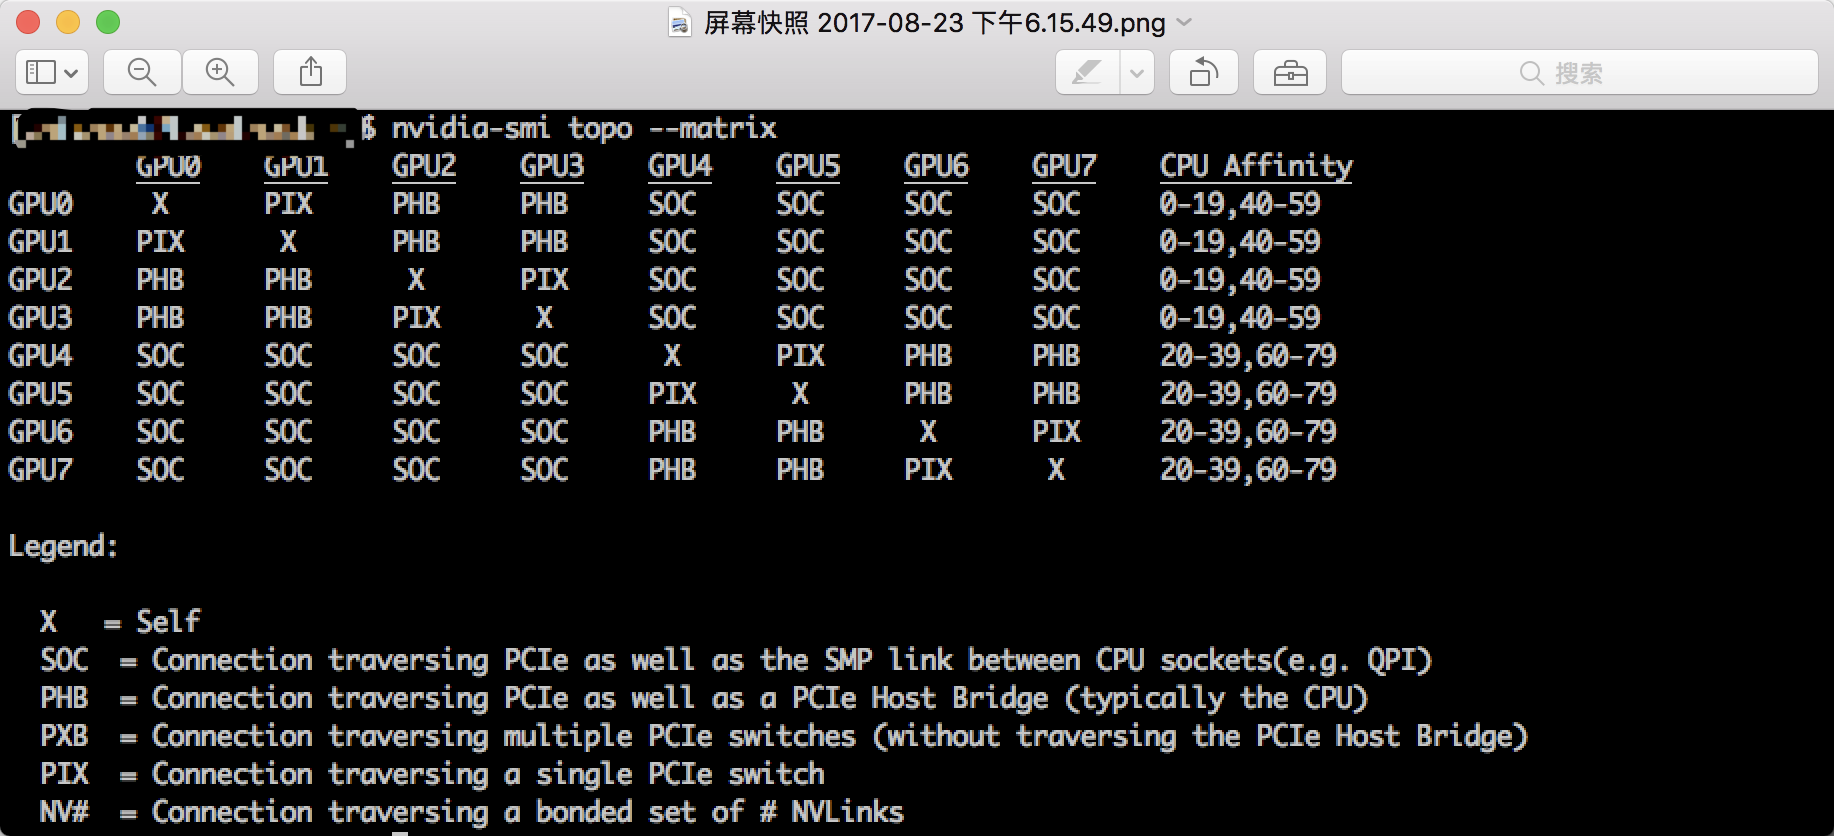 屏幕快照 2017-08-23 下午6.15.49.png
搜索
$ nvidia-smi topo --matrix
GPU0 GPU1 GPU2 GPU3 GPU4 GPU5 GPU6 GPU7 CPU Affinity
GPU0 X PIX PHB PHB SOC SOC SOC SOC 0-19,40-59
GPU1 PIX X PHB PHB SOC SOC SOC SOC 0-19,40-59
GPU2 PHB PHB X PIX SOC SOC SOC SOC 0-19,40-59
GPU3 PHB PHB PIX X SOC SOC SOC SOC 0-19,40-59
GPU4 SOC SOC SOC SOC X PIX PHB PHB 20-39,60-79
GPU5 SOC SOC SOC SOC PIX X PHB PHB 20-39,60-79
GPU6 SOC SOC SOC SOC PHB PHB X PIX 20-39,60-79
GPU7 SOC SOC SOC SOC PHB PHB PIX X 20-39,60-79
Legend:
X = Self
SOC = Connection traversing PCIe as well as the SMP link between CPU sockets(e.g. QPI)
PHB = Connection traversing PCIe as well as a PCIe Host Bridge (typically the CPU)
PXB = Connection traversing multiple PCIe switches (without traversing the PCIe Host Bridge)
PIX = Connection traversing a single PCIe switch
NV# = Connection traversing a bonded set of # NVLinks